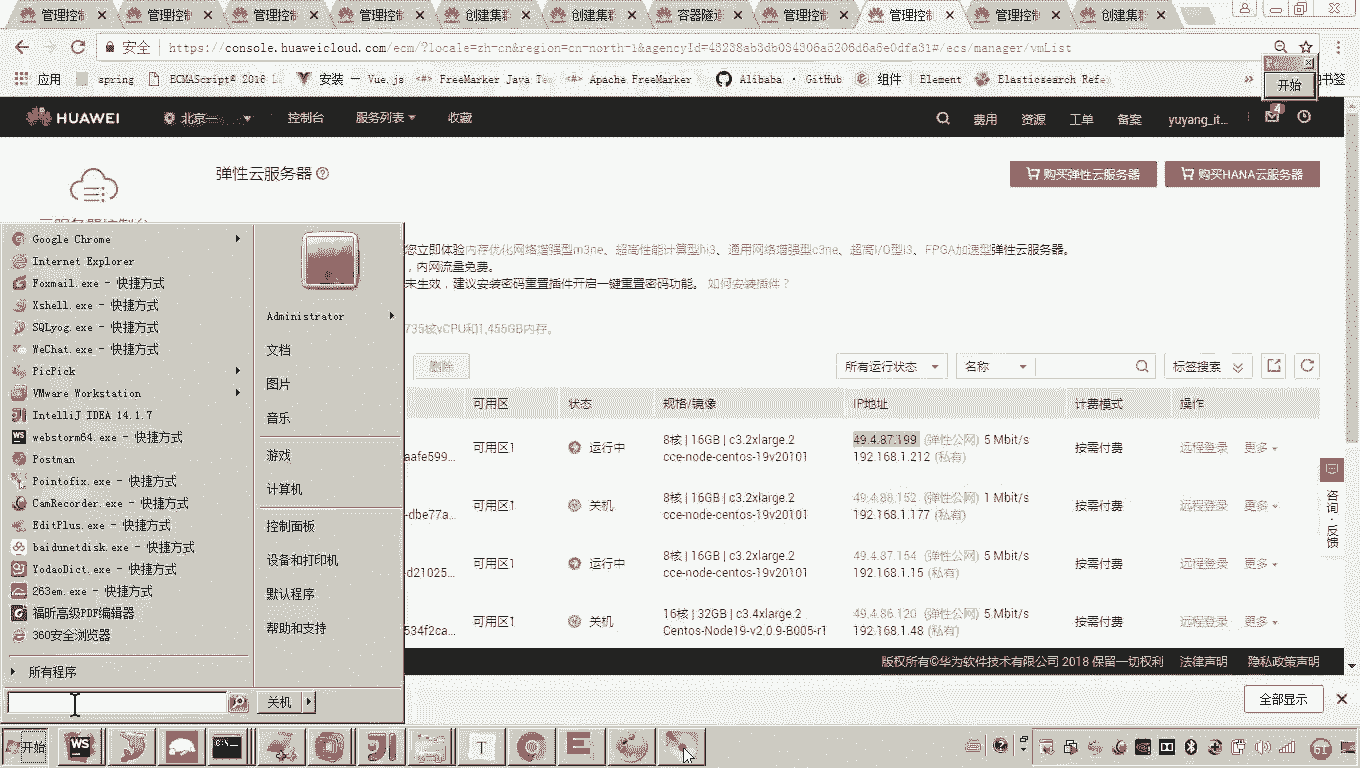 管理控制 管理控制 管理控制 管理控制 创建集群 创建集群 容器隧道 管理控制 管理控制 管理控制 创建集群
安全 https://console.huaweicloud.com/ecm/?locale=zh-cn&region=cn-north-1&agencyId=
应用 spring ECMAScript® 2016 安装 — Vue.js FreeMarker Java Apache FreeMarker Alibaba · GitHub 组件 Element Elasticsearch Refe
开始
HUAWEI 北京一 控制台 服务列表 收藏 费用 资源 工单 备案 yuyang_it... 4
弹性云服务器 购买弹性云服务器 购买HANA云服务器
您立即体验内存优化网络增强型m3ne、超高性能计算型hi3、通用网络增强型c3ne、超高I/O型i3、FPGA加速型弹性云服务器。
,内网流量免费。
未生效,建议安装密码重置插件开启一键重置密码功能。 如何安装插件?
735核vCPU和1,456GB内存。
删除 所有运行状态 名称 标签搜索
可用区 状态 规格/镜像 IP地址 计费模式 操作
aafe599... 可用区1 运行中 8核 | 16GB | c3.2xlarge.2 49.4.87.199 (弹性公网) 5 Mbit/s 按需付费 远程登录 更多
cce-node-centos-19v20101 192.168.1.212 (私有)
-dbe77a... 可用区1 关机 8核 | 16GB | c3.2xlarge.2 49.4.86.152 (弹性公网) 1 Mbit/s 按需付费 远程登录 更多
cce-node-centos-19v20101 192.168.1.177 (私有)
-d21025... 可用区1 运行中 8核 | 16GB | c3.2xlarge.2 49.4.87.154 (弹性公网) 5 Mbit/s 按需付费 远程登录 更多
cce-node-centos-19v20101 192.168.1.15 (私有)
534f2ca... 可用区1 关机 16核 | 32GB | c3.4xlarge.2 49.4.86.120 (弹性公网) 5 Mbit/s 按需付费 远程登录 更多
Centos-Node19-v2.0.9-B005-r1 192.168.1.48 (私有)
咨询·反馈
版权所有©华为软件技术有限公司 2018 保留一切权利 法律声明 隐私政策声明
全部显示
Google Chrome
Internet Explorer
Foxmail.exe - 快捷方式
Xshell.exe - 快捷方式
SQLyog.exe - 快捷方式
WeChat.exe - 快捷方式
PicPick
VMware Workstation
IntelliJ IDEA 14.1.7
webstorm64.exe - 快捷方式
Postman
Pointofix.exe - 快捷方式
CamRecorder.exe - 快捷方式
EditPlus.exe - 快捷方式
baidunetdisk.exe - 快捷方式
YodaoDict.exe - 快捷方式
263em.exe - 快捷方式
福昕高级PDF编辑器
360安全浏览器
所有程序
Administrator
文档
图片
音乐
游戏
计算机
控制面板
设备和打印机
默认程序
帮助和支持
关机
开始